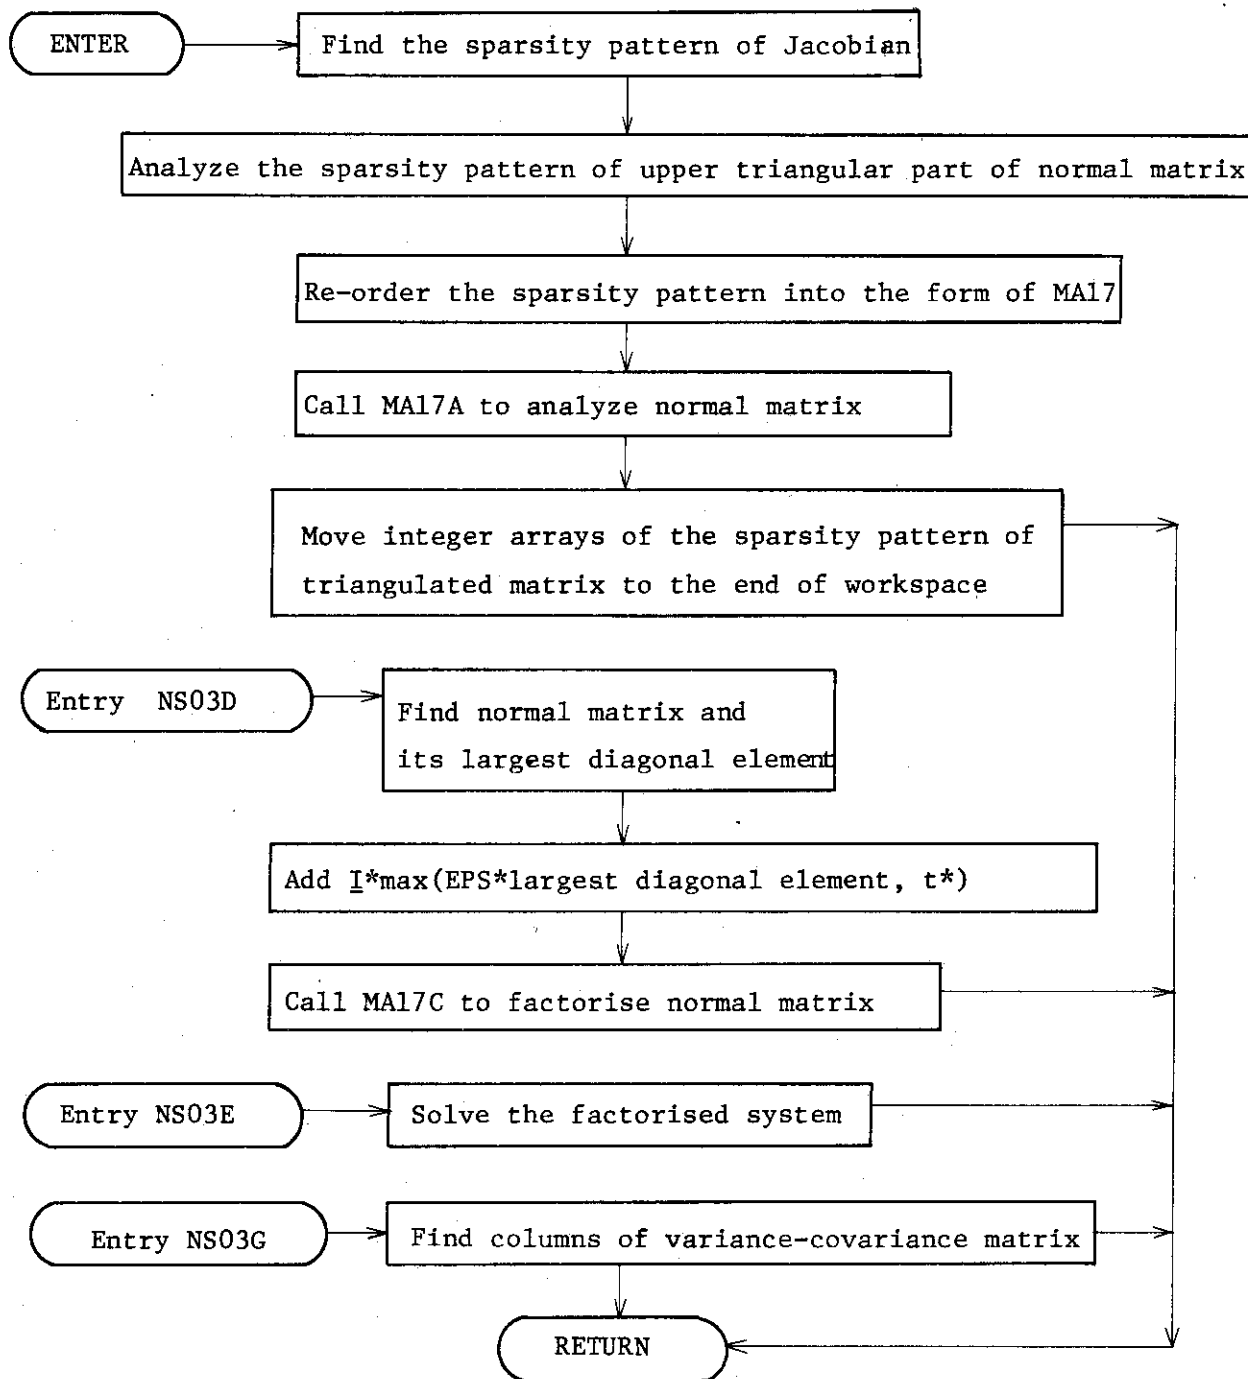 ENTER
Find the sparsity pattern of Jacobian
Analyze the sparsity pattern of upper triangular part of normal matrix
Re-order the sparsity pattern into the form of MA17
Call MA17A to analyze normal matrix
Move integer arrays of the sparsity pattern of
triangulated matrix to the end of workspace
Entry NS03D
Find normal matrix and
its largest diagonal element
Add I*max(EPS*largest diagonal element, t*)
Call MA17C to factorise normal matrix
Entry NS03E
Solve the factorised system
Entry NS03G
Find columns of variance-covariance matrix
RETURN